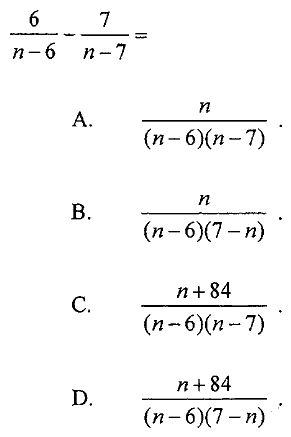 6/(n−6) − 7/(n−7) =
A. n/((n−6)(n−7)) .
B. n/((n−6)(7−n)) .
C. n+84/((n−6)(n−7)) .
D. n+84/((n−6)(7−n)) .